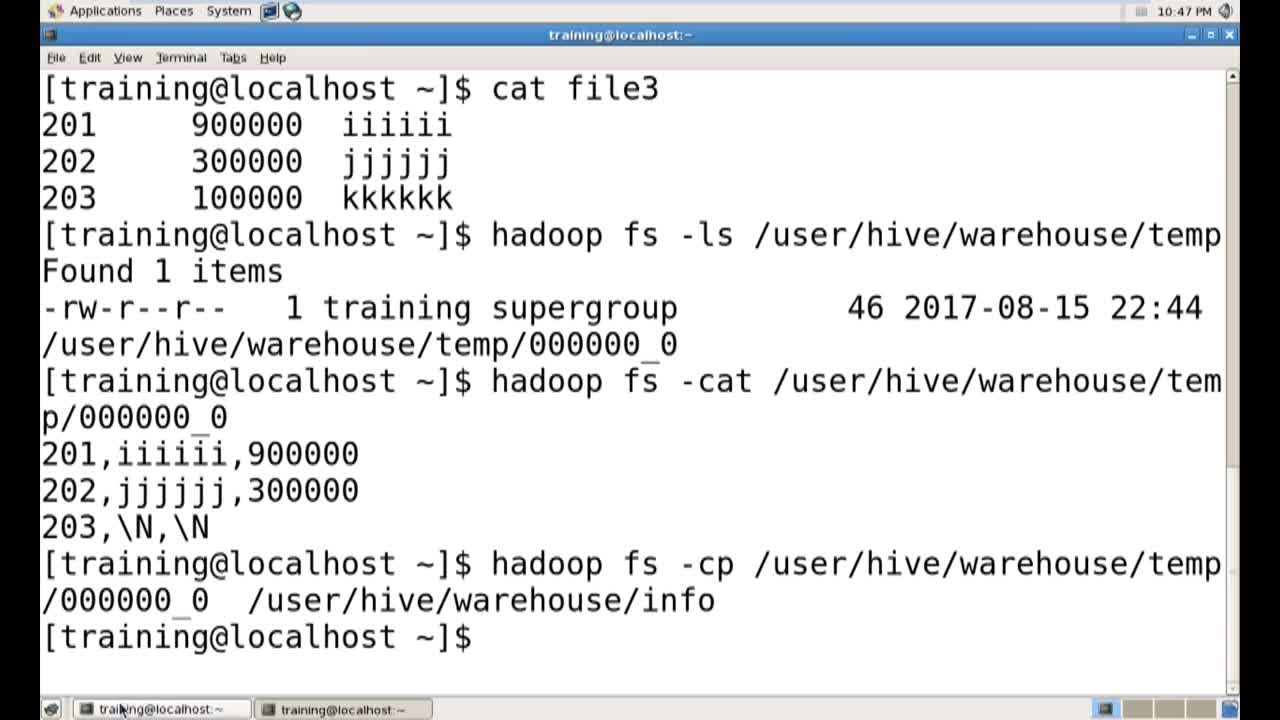 Applications Places System 10:47 PM
training@localhost:~
File Edit View Terminal Tabs Help
[training@localhost ~]$ cat file3
201 900000 iiiiii
202 300000 jjjjjj
203 100000 kkkkkk
[training@localhost ~]$ hadoop fs -ls /user/hive/warehouse/temp
Found 1 items
-rw-r--r-- 1 training supergroup 46 2017-08-15 22:44
/user/hive/warehouse/temp/000000_0
[training@localhost ~]$ hadoop fs -cat /user/hive/warehouse/tem
p/000000_0
201,iiiiii,900000
202,jjjjjj,300000
203,\N,\N
[training@localhost ~]$ hadoop fs -cp /user/hive/warehouse/temp
/000000_0 /user/hive/warehouse/info
[training@localhost ~]$
training@localhost:~ training@localhost:~